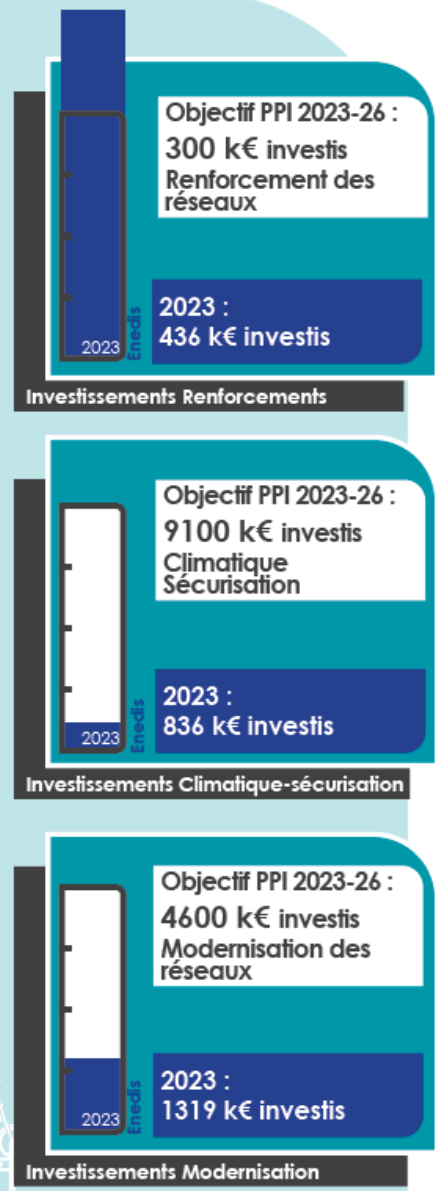 Objectif PPI 2023-26 :
300 k€ investis
Renforcement des
réseaux
2023 :
436 k€ investis
2023
Enedis
Investissements Renforcements
Objectif PPI 2023-26 :
9100 k€ investis
Climatique
Sécurisation
2023 :
836 k€ investis
2023
Enedis
Investissements Climatique-sécurisation
Objectif PPI 2023-26 :
4600 k€ investis
Modernisation des
réseaux
2023 :
1319 k€ investis
2023
Enedis
Investissements Modernisation